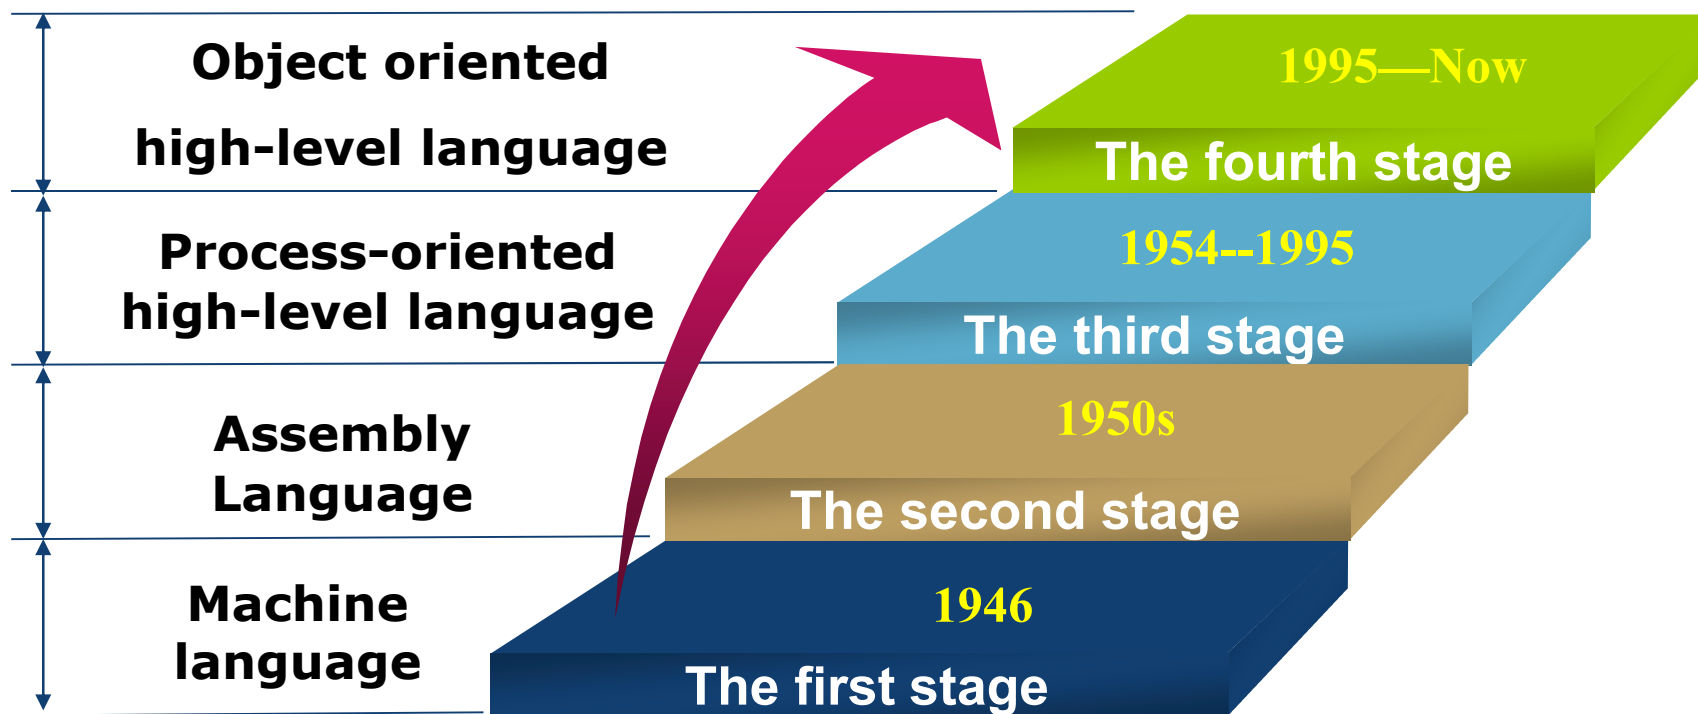 Object oriented
high-level language
1995—Now
The fourth stage
Process-oriented
high-level language
1954--1995
The third stage
Assembly
Language
1950s
The second stage
Machine
language
1946
The first stage